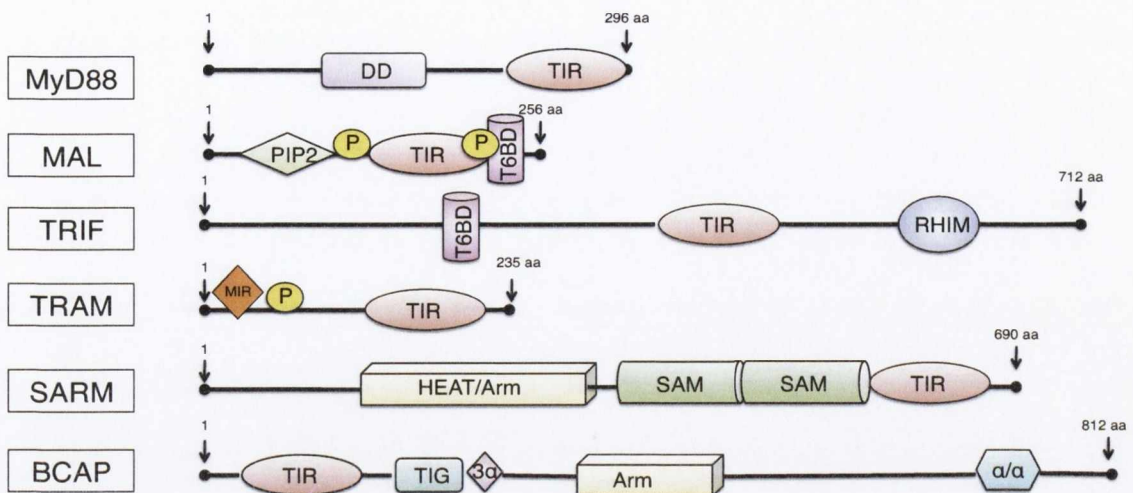 1 296 aa
MyD88 DD TIR
1 256 aa
MAL PIP2 P TIR P T6BD
1 712 aa
TRIF T6BD TIR RHIM
1 235 aa
TRAM MIR P TIR
1 690 aa
SARM HEAT/Arm SAM SAM TIR
1 812 aa
BCAP TIR TIG 3α Arm α/α